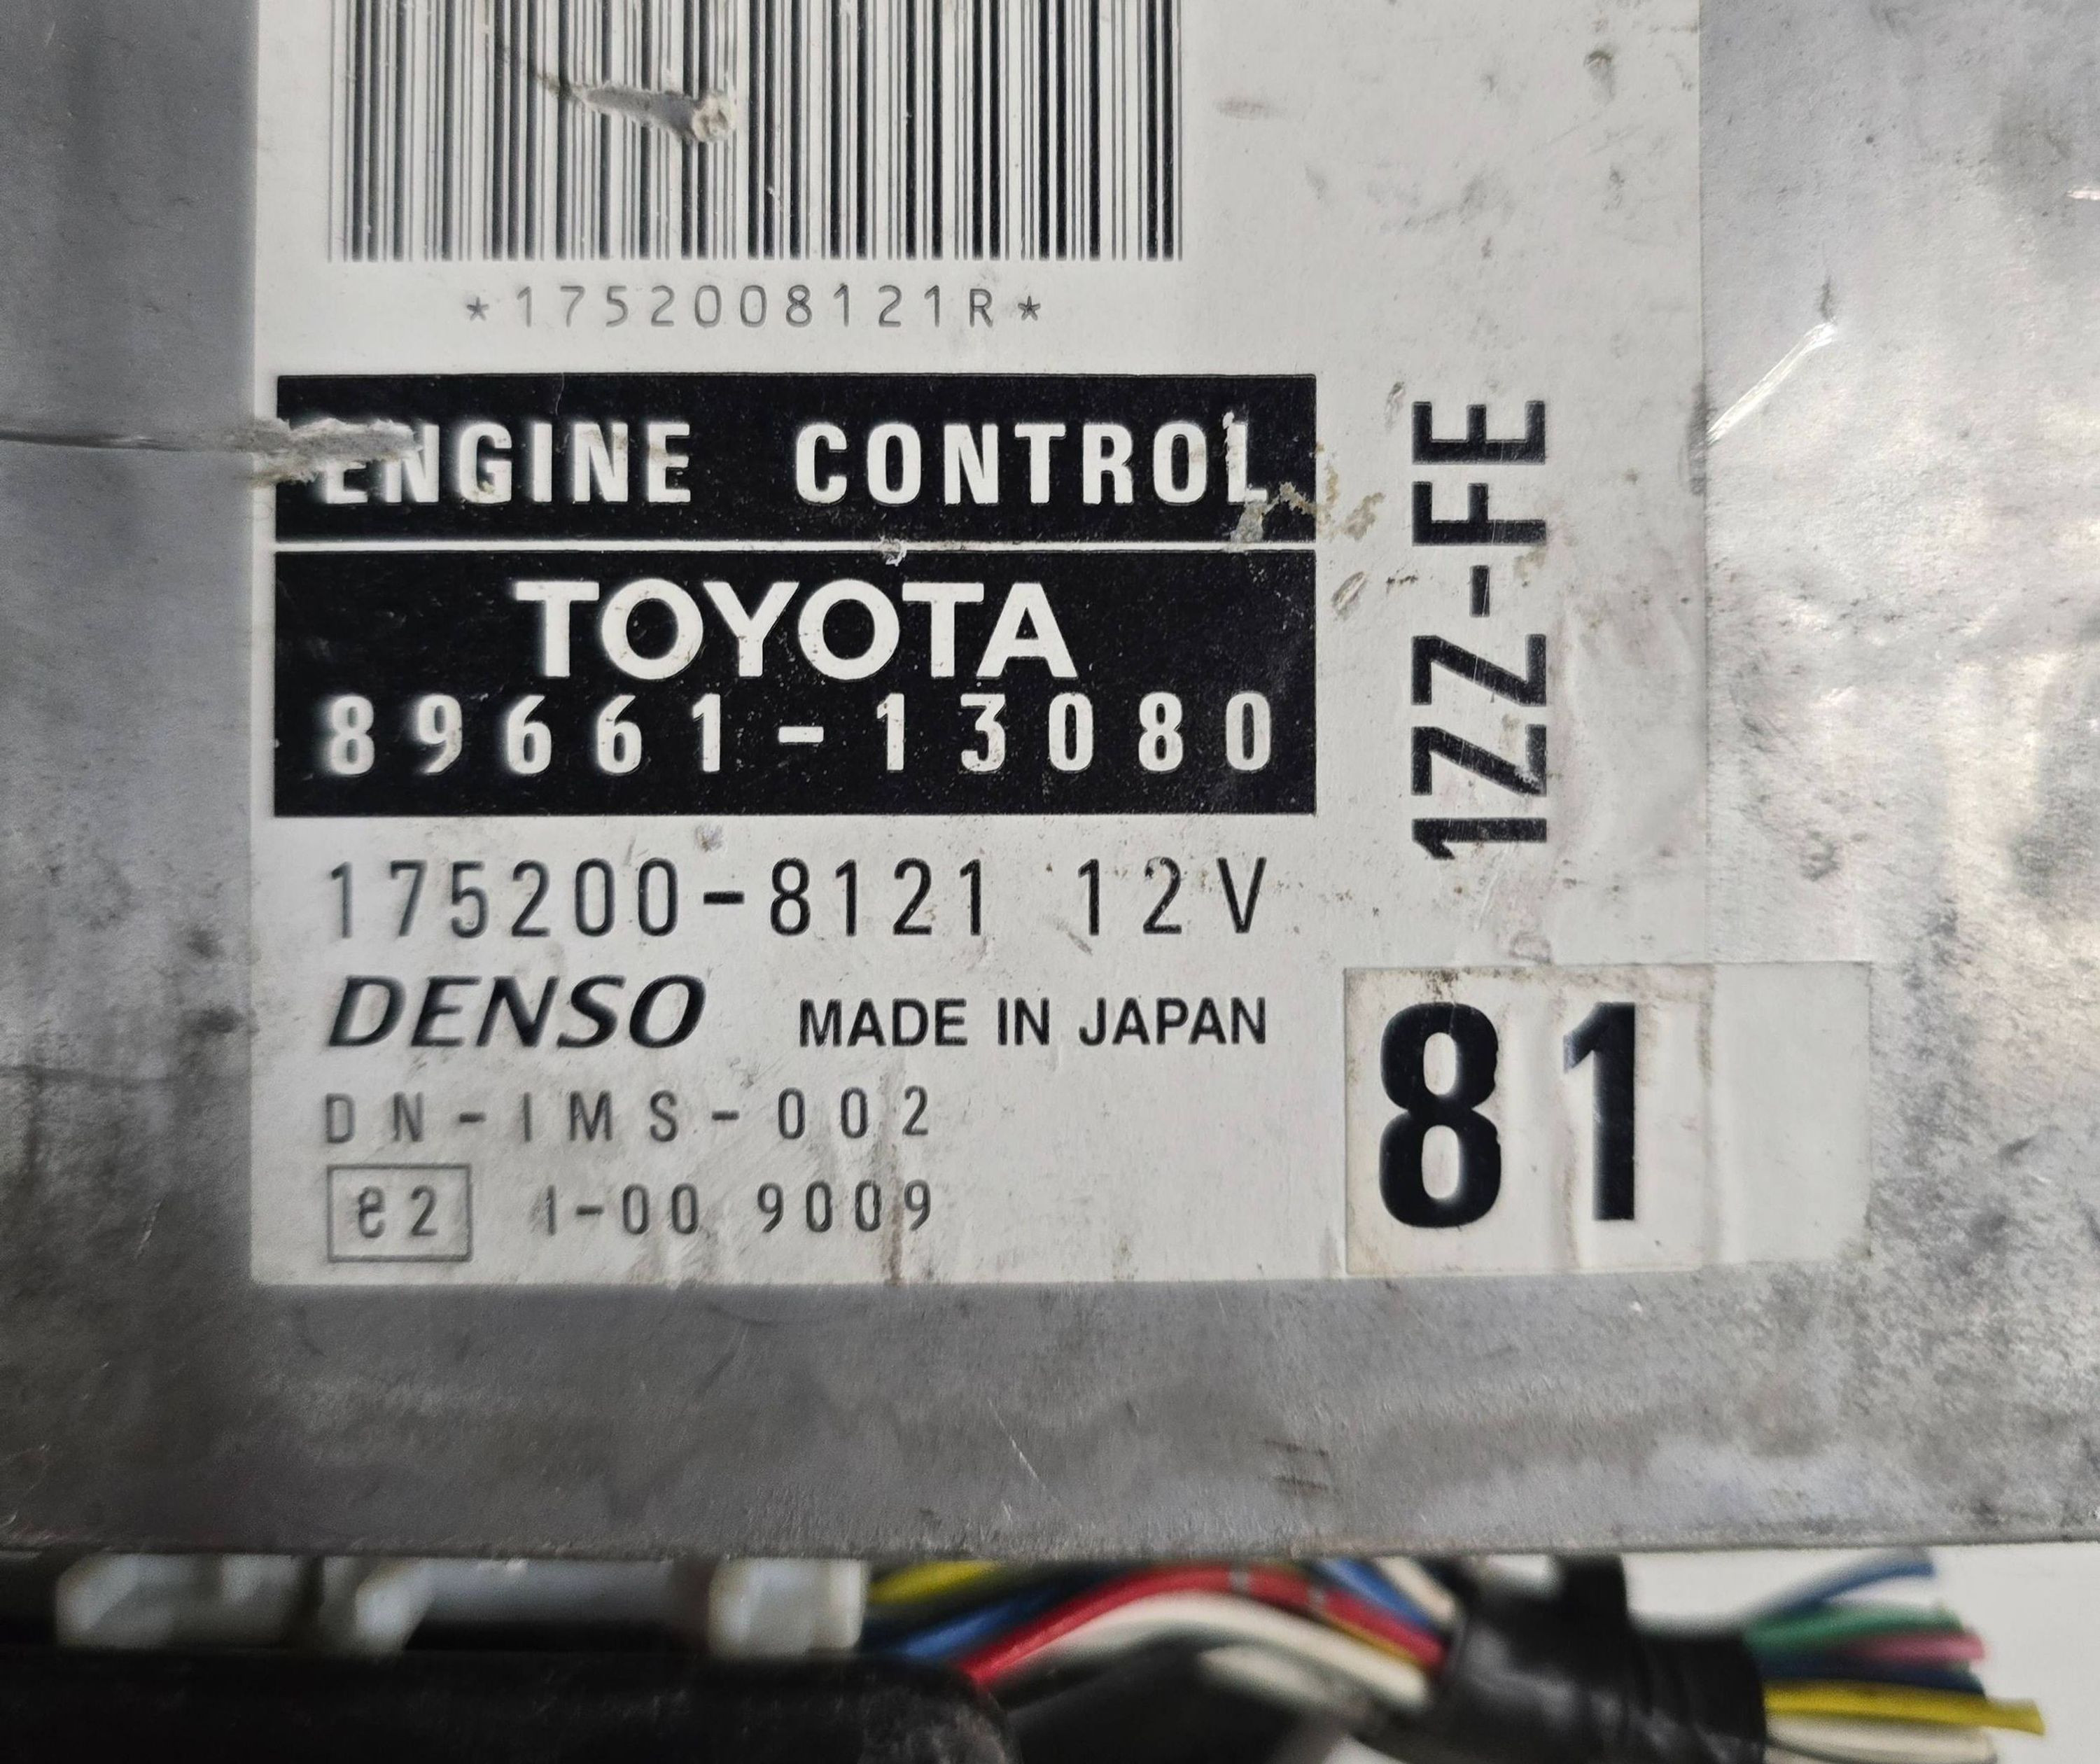 *1752008121R*
ENGINE CONTROL
TOYOTA
89661-13080
1ZZ-FE
175200-8121 12V
DENSO MADE IN JAPAN
DN-IMS-002
e2 1-00 9009
81